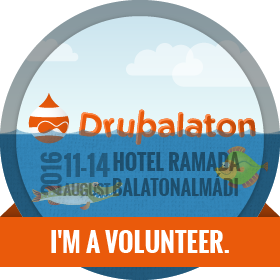 Drupalaton
2016 11-14 AUGUST
HOTEL RAMADA
BALATONALMÁDI
I'M A VOLUNTEER.